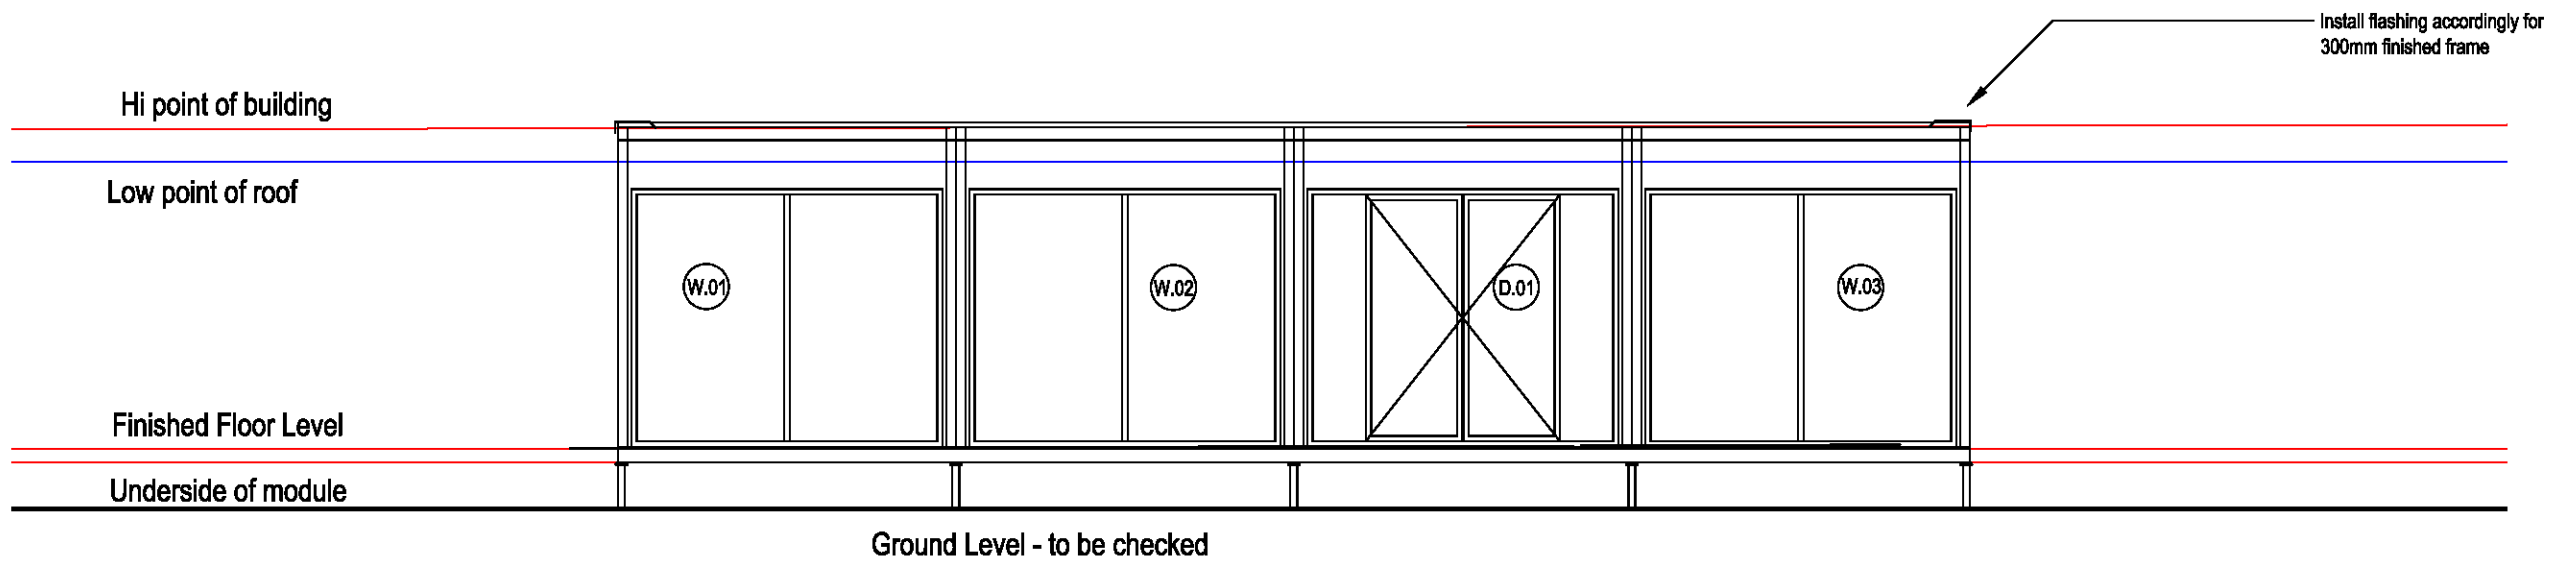 Install flashing accordingly for
300mm finished frame
Hi point of building
Low point of roof
W.01
W.02
D.01
W.03
Finished Floor Level
Underside of module
Ground Level - to be checked